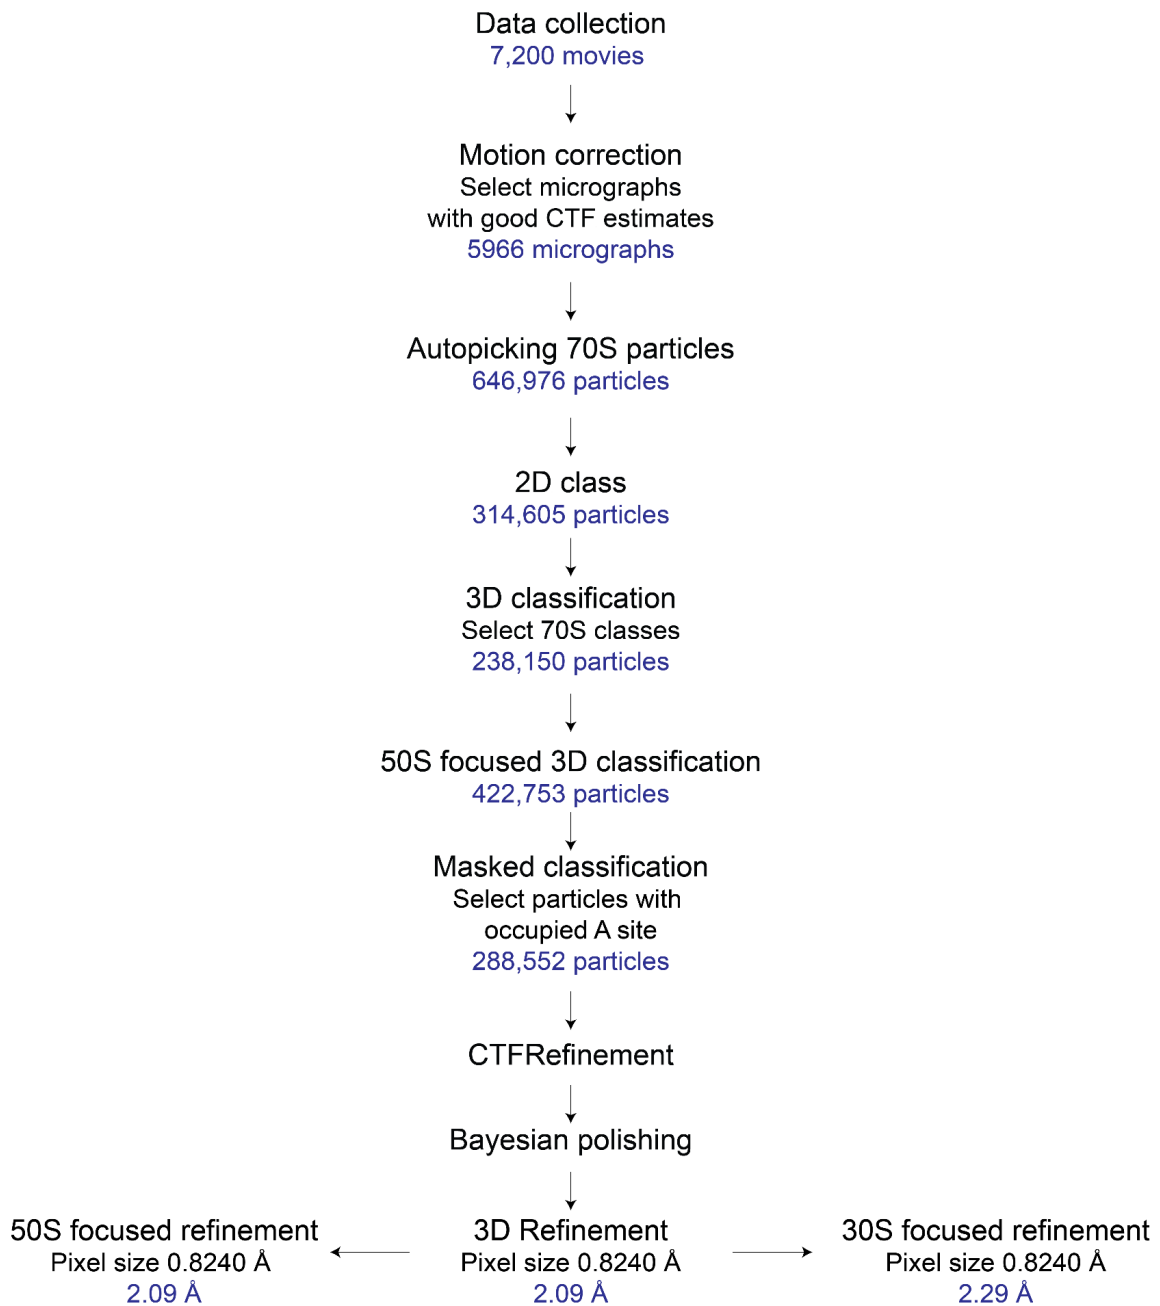 Data collection
7,200 movies
Motion correction
Select micrographs
with good CTF estimates
5966 micrographs
Autopicking 70S particles
646,976 particles
2D class
314,605 particles
3D classification
Select 70S classes
238,150 particles
50S focused 3D classification
422,753 particles
Masked classification
Select particles with
occupied A site
288,552 particles
CTFRefinement
Bayesian polishing
50S focused refinement
Pixel size 0.8240 Å
2.09 Å
3D Refinement
Pixel size 0.8240 Å
2.09 Å
30S focused refinement
Pixel size 0.8240 Å
2.29 Å